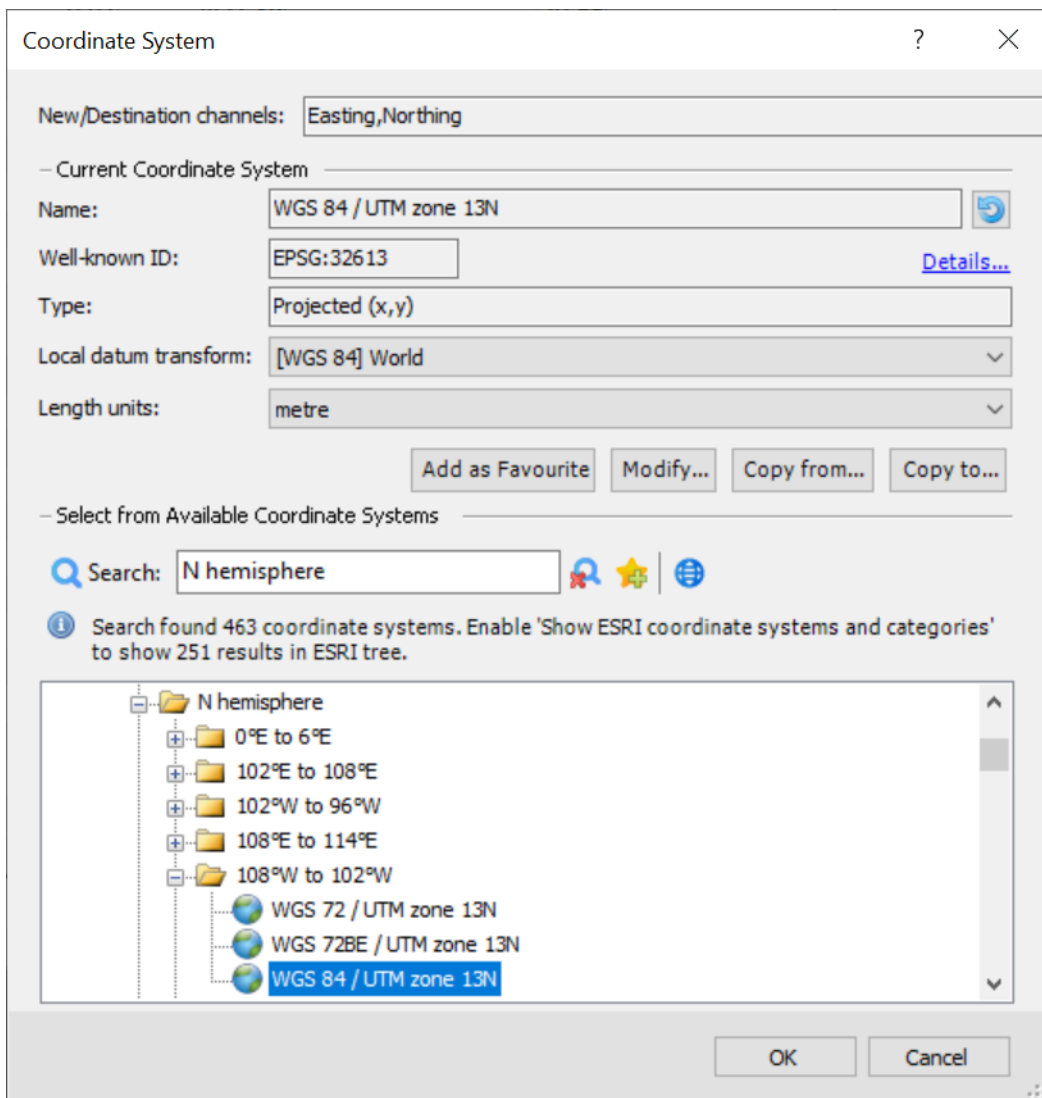 Coordinate System
?
New/Destination channels: Easting,Northing
Current Coordinate System
Name: WGS 84 / UTM zone 13N
Well-known ID: EPSG:32613 Details...
Type: Projected (x,y)
Local datum transform: [WGS 84] World
Length units: metre
Add as Favourite Modify... Copy from... Copy to...
Select from Available Coordinate Systems
Search: N hemisphere
Search found 463 coordinate systems. Enable 'Show ESRI coordinate systems and categories'
to show 251 results in ESRI tree.
N hemisphere
0°E to 6°E
102°E to 108°E
102°W to 96°W
108°E to 114°E
108°W to 102°W
WGS 72 / UTM zone 13N
WGS 72BE / UTM zone 13N
WGS 84 / UTM zone 13N
OK Cancel